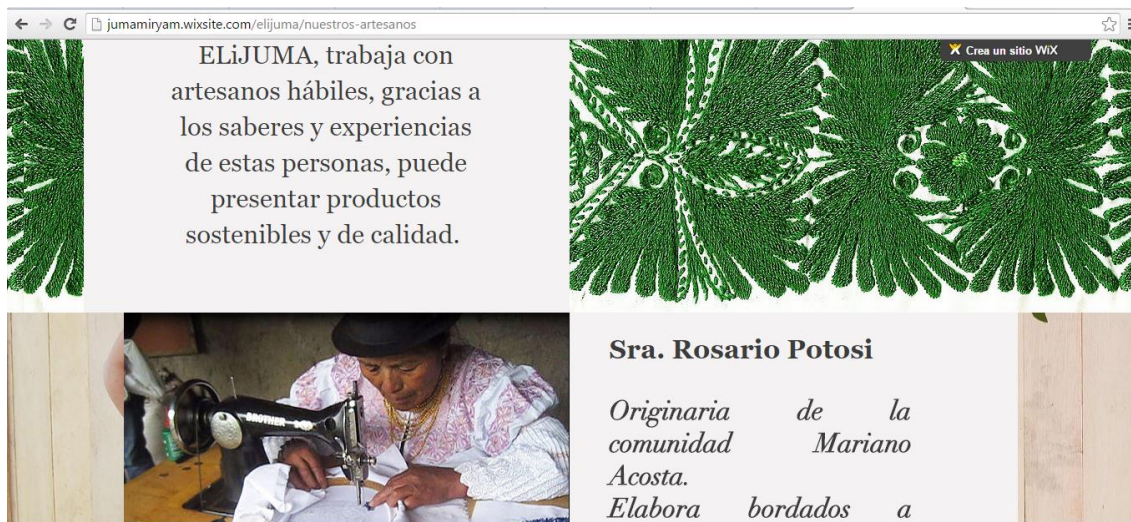 jumamiryam.wixsite.com/elijuma/nuestros-artesanos
Crea un sitio WiX
ELiJUMA, trabaja con
artesanos hábiles, gracias a
los saberes y experiencias
de estas personas, puede
presentar productos
sostenibles y de calidad.
BROTHER
Sra. Rosario Potosi
Originaria de la
comunidad Mariano
Acosta.
Elabora bordados a